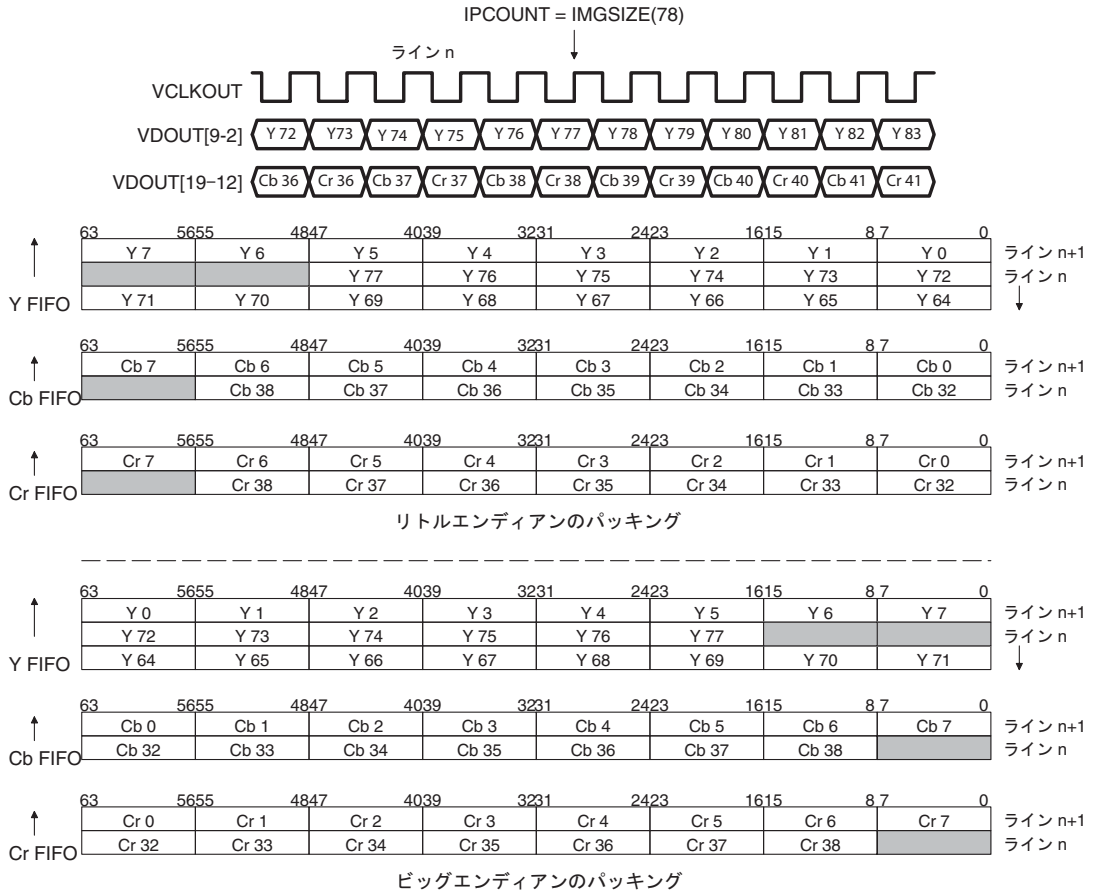 IPCOUNT = IMGSIZE(78)
ライン n
VCLKOUT
VDOUT[9-2] Y 72 Y73 Y 74 Y 75 Y 76 Y 77 Y 78 Y 79 Y 80 Y 81 Y 82 Y 83
VDOUT[19−12] Cb 36 Cr 36 Cb 37 Cr 37 Cb 38 Cr 38 Cb 39 Cr 39 Cb 40 Cr 40 Cb 41 Cr 41
63 5655 4847 4039 3231 2423 1615 8 7 0
Y 7 Y 6 Y 5 Y 4 Y 3 Y 2 Y 1 Y 0 ライン n+1
Y 77 Y 76 Y 75 Y 74 Y 73 Y 72 ライン n
Y FIFO Y 71 Y 70 Y 69 Y 68 Y 67 Y 66 Y 65 Y 64
63 5655 4847 4039 3231 2423 1615 8 7 0
Cb 7 Cb 6 Cb 5 Cb 4 Cb 3 Cb 2 Cb 1 Cb 0 ライン n+1
Cb FIFO Cb 38 Cb 37 Cb 36 Cb 35 Cb 34 Cb 33 Cb 32 ライン n
63 5655 4847 4039 3231 2423 1615 8 7 0
Cr 7 Cr 6 Cr 5 Cr 4 Cr 3 Cr 2 Cr 1 Cr 0 ライン n+1
Cr FIFO Cr 38 Cr 37 Cr 36 Cr 35 Cr 34 Cr 33 Cr 32 ライン n
リトルエンディアンのパッキング
63 5655 4847 4039 3231 2423 1615 8 7 0
Y 0 Y 1 Y 2 Y 3 Y 4 Y 5 Y 6 Y 7 ライン n+1
Y 72 Y 73 Y 74 Y 75 Y 76 Y 77 ライン n
Y FIFO Y 64 Y 65 Y 66 Y 67 Y 68 Y 69 Y 70 Y 71
63 5655 4847 4039 3231 2423 1615 8 7 0
Cb 0 Cb 1 Cb 2 Cb 3 Cb 4 Cb 5 Cb 6 Cb 7 ライン n+1
Cb FIFO Cb 32 Cb 33 Cb 34 Cb 35 Cb 36 Cb 37 Cb 38 ライン n
63 5655 4847 4039 3231 2423 1615 8 7 0
Cr 0 Cr 1 Cr 2 Cr 3 Cr 4 Cr 5 Cr 6 Cr 7 ライン n+1
Cr FIFO Cr 32 Cr 33 Cr 34 Cr 35 Cr 36 Cr 37 Cr 38 ライン n
ビッグエンディアンのパッキング